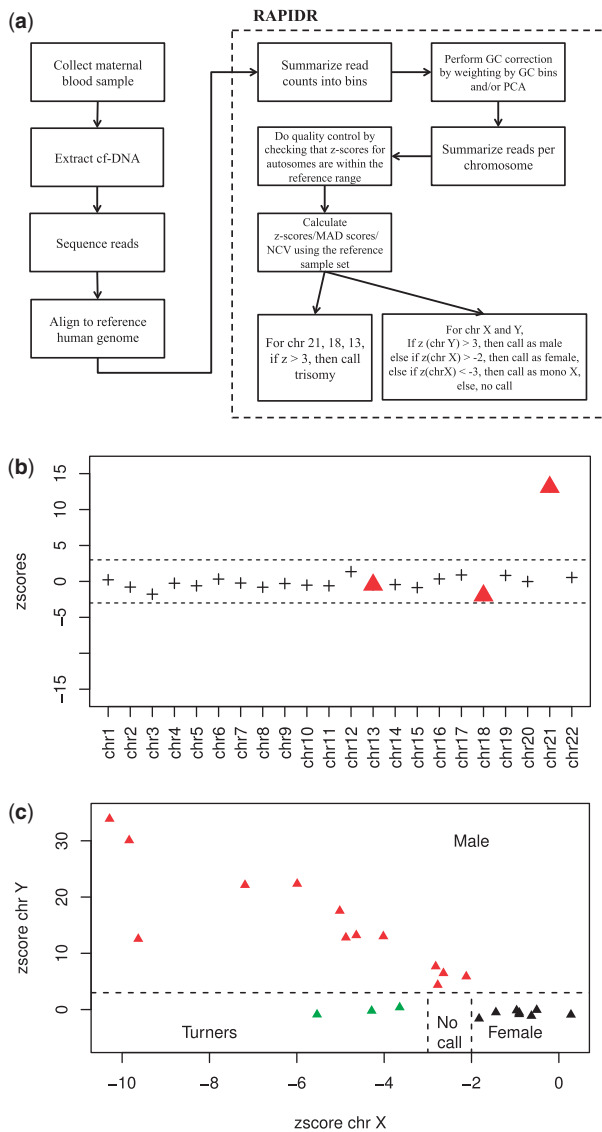 (a)
RAPIDR
Collect maternal
blood sample
Extract cf-DNA
Sequence reads
Align to reference
human genome
Summarize read
counts into bins
Perform GC correction
by weighting by GC bins
and/or PCA
Summarize reads per
chromosome
Do quality control by
checking that z-scores for
autosomes are within the
reference range
Calculate
z-scores/MAD scores/
NCV using the reference
sample set
For chr 21, 18, 13,
if z > 3, then call
trisomy
For chr X and Y,
If z (chr Y) > 3, then call as male
else if z(chr X) > -2, then call as female,
else if z(chrX) < -3, then call as mono X,
else, no call
(b)
zscores
15
5
0
−5
−15
chr1
chr2
chr3
chr4
chr5
chr6
chr7
chr8
chr9
chr10
chr11
chr12
chr13
chr14
chr15
chr16
chr17
chr18
chr19
chr20
chr21
chr22
(c)
zscore chr Y
30
20
10
0
Male
Turners
No
call
Female
−10
−8
−6
−4
−2
0
zscore chr X